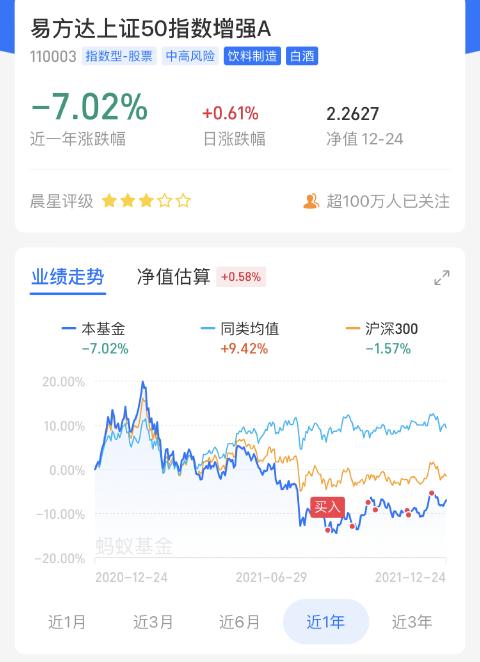 易方达上证50指数增强A
110003 指数型-股票 中高风险 饮料制造 白酒
-7.02% +0.61% 2.2627
近一年涨跌幅 日涨跌幅 净值 12-24
晨星评级 超100万人已关注
业绩走势 净值估算 +0.58%
本基金 同类均值 沪深300
-7.02% +9.42% -1.57%
20.00%
10.00%
0.00%
-10.00%
买入
蚂蚁基金
-20.00%
2020-12-24 2021-06-29 2021-12-24
近1月 近3月 近6月 近1年 近3年